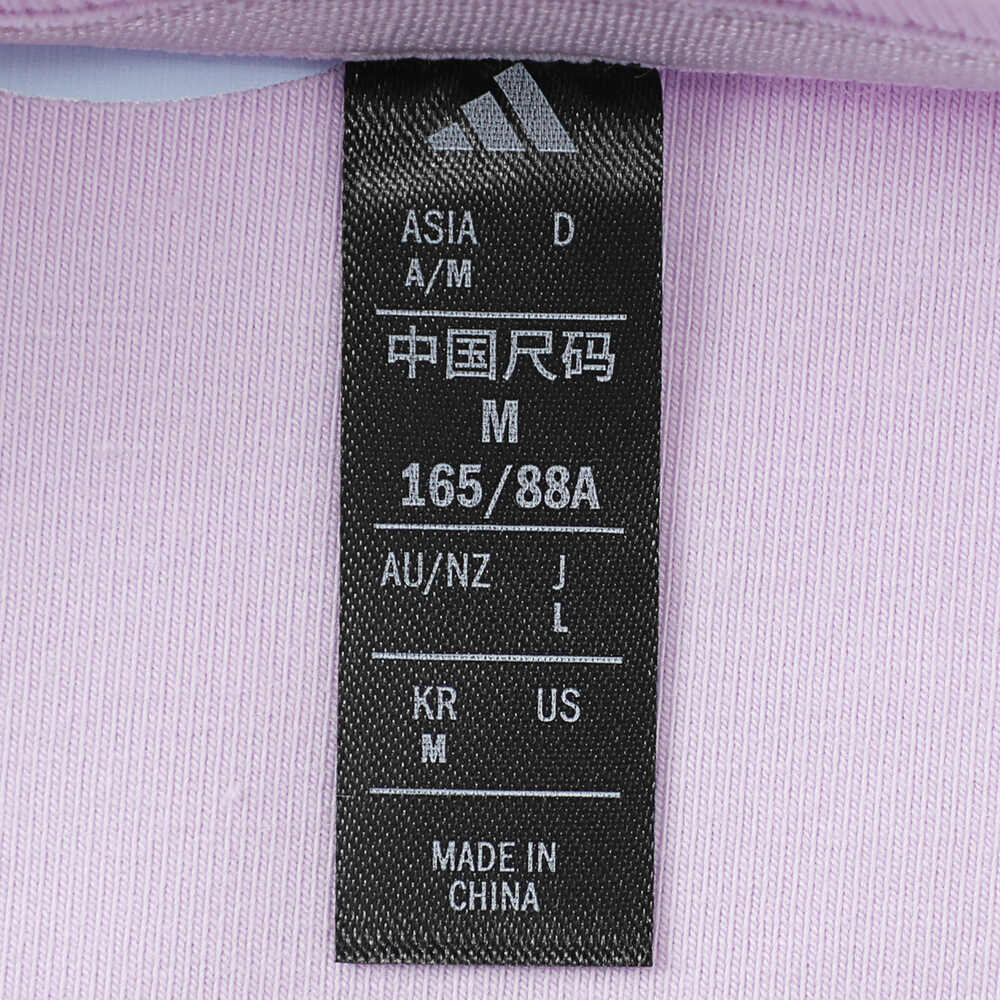 ASIA D
A/M
中国尺码
M
165/88A
AU/NZ J
L
KR US
M
MADE IN
CHINA